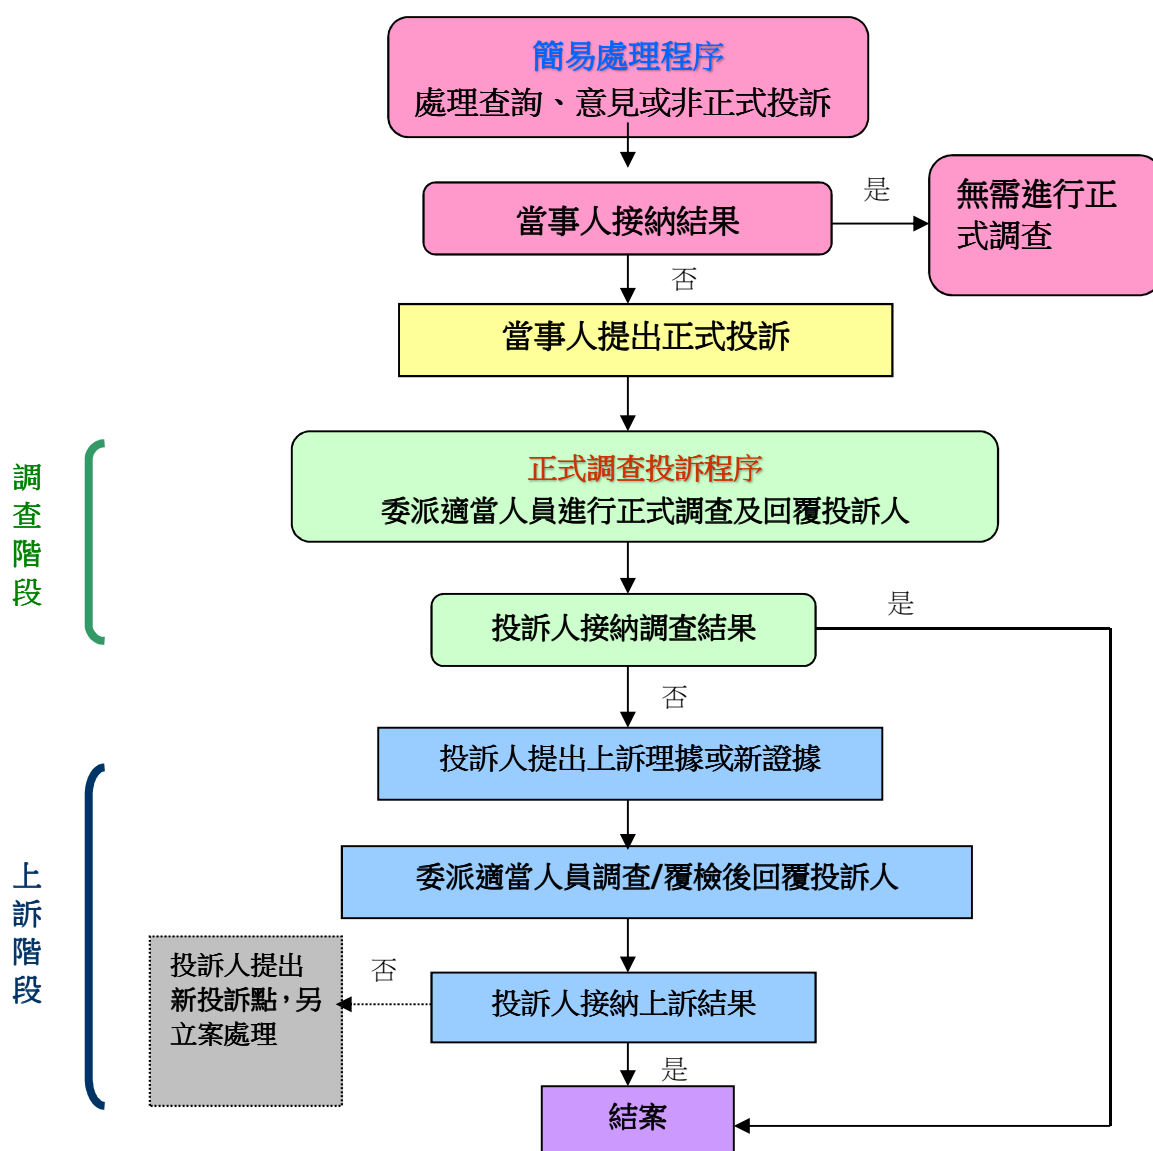 簡易處理程序
處理查詢、意見或非正式投訴
當事人接納結果
是
無需進行正
式調查
否
當事人提出正式投訴
調
查
階
段
正式調查投訴程序
委派適當人員進行正式調查及回覆投訴人
投訴人接納調查結果
是
否
上
訴
階
段
投訴人提出上訴理據或新證據
委派適當人員調查/覆檢後回覆投訴人
投訴人接納上訴結果
否
投訴人提出
新投訴點，另
立案處理
是
結案